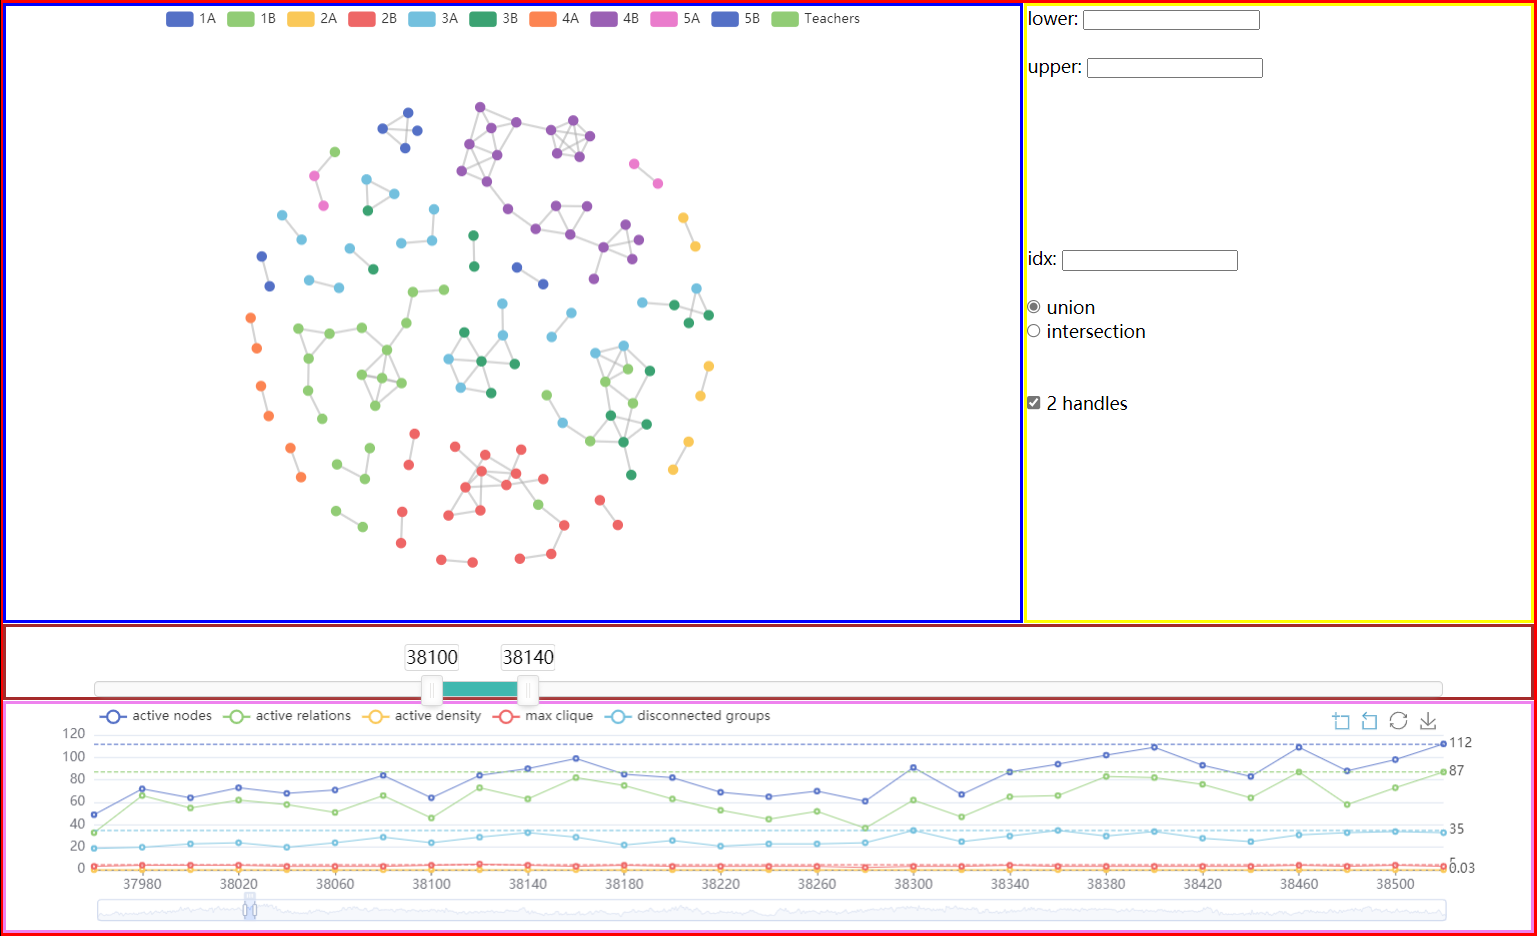 1A 1B 2A 2B 3A 3B 4A 4B 5A 5B Teachers
lower:
upper:
idx:
union
intersection
2 handles
38100 38140
active nodes active relations active density max clique disconnected groups
120
100
80
60
40
20
0
112
87
35
5
0.03
37980 38020 38060 38100 38140 38180 38220 38260 38300 38340 38380 38420 38460 38500